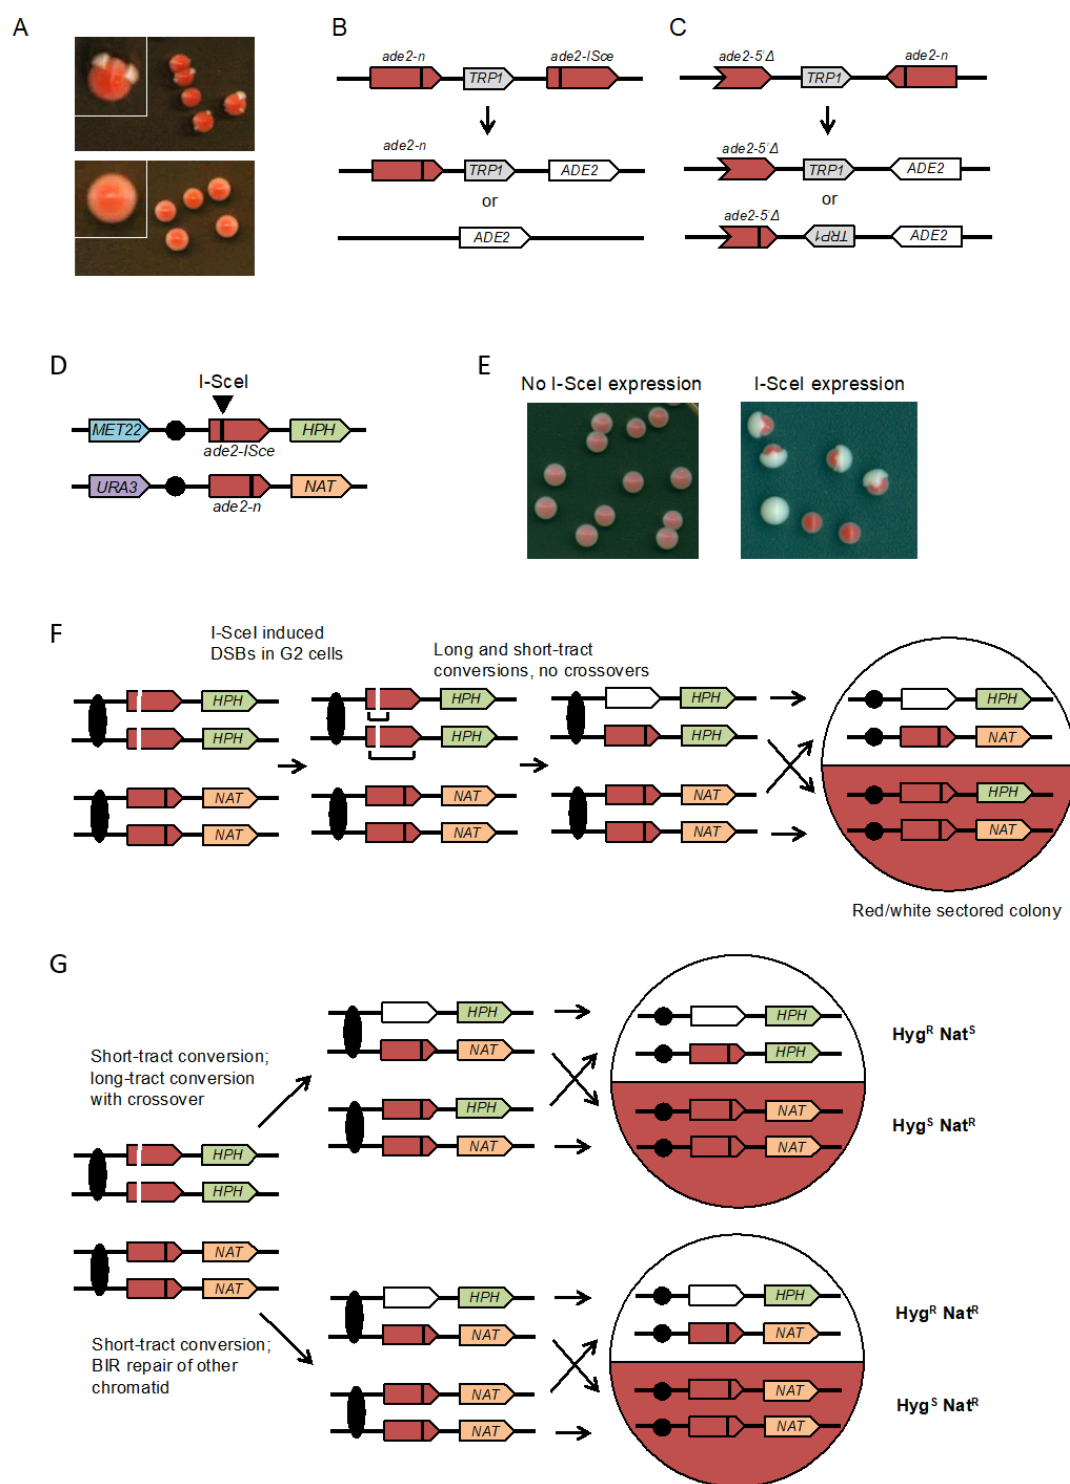 A
B
C
ade2-n
ade2-ISce
TRP1
ade2-n
TRP1
ADE2
or
ADE2
ade2-5'Δ
ade2-n
TRP1
ade2-5'Δ
TRP1
ADE2
or
ade2-5'Δ
TRP1
ADE2
D
I-SceI
MET22
HPH
ade2-ISce
URA3
NAT
ade2-n
E
No I-SceI expression
I-SceI expression
F
I-SceI induced
DSBs in G2 cells
Long and short-tract
conversions, no crossovers
HPH
HPH
NAT
NAT
HPH
HPH
NAT
NAT
HPH
HPH
NAT
NAT
HPH
NAT
HPH
NAT
Red/white sectored colony
G
Short-tract conversion;
long-tract conversion
with crossover
HPH
HPH
NAT
NAT
Short-tract conversion;
BIR repair of other
chromatid
HPH
NAT
HPH
NAT
HPH
HPH
NAT
NAT
Hyg^R Nat^S
Hyg^S Nat^R
HPH
NAT
NAT
NAT
HPH
NAT
NAT
NAT
Hyg^R Nat^R
Hyg^S Nat^R